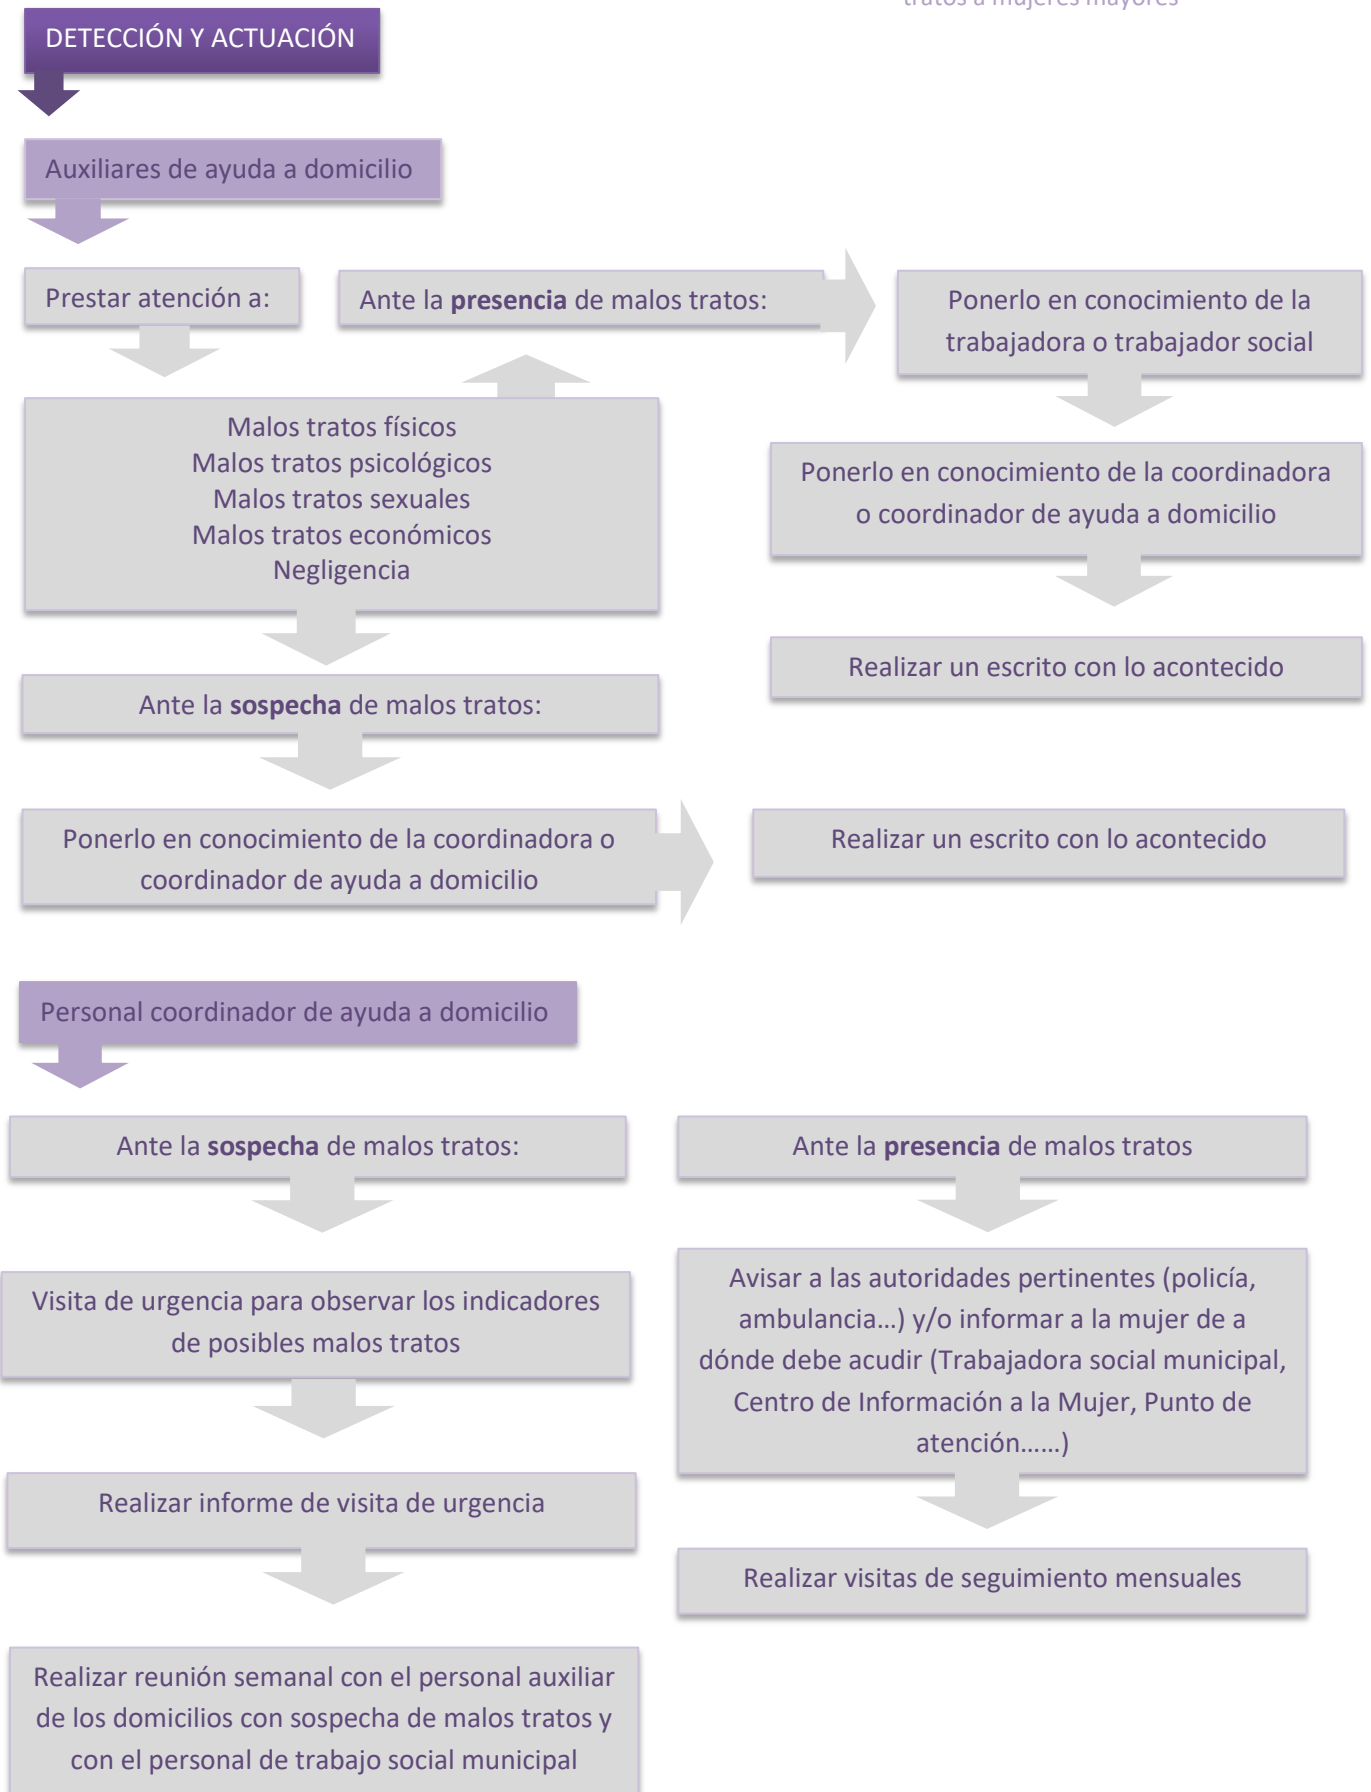 tratos a mujeres mayores
DETECCIÓN Y ACTUACIÓN
Auxiliares de ayuda a domicilio
Prestar atención a:
Ante la presencia de malos tratos:
Ponerlo en conocimiento de la
trabajadora o trabajador social
Malos tratos físicos
Malos tratos psicológicos
Malos tratos sexuales
Malos tratos económicos
Negligencia
Ponerlo en conocimiento de la coordinadora
o coordinador de ayuda a domicilio
Realizar un escrito con lo acontecido
Ante la sospecha de malos tratos:
Ponerlo en conocimiento de la coordinadora o
coordinador de ayuda a domicilio
Realizar un escrito con lo acontecido
Personal coordinador de ayuda a domicilio
Ante la sospecha de malos tratos:
Visita de urgencia para observar los indicadores
de posibles malos tratos
Realizar informe de visita de urgencia
Realizar reunión semanal con el personal auxiliar
de los domicilios con sospecha de malos tratos y
con el personal de trabajo social municipal
Ante la presencia de malos tratos
Avisar a las autoridades pertinentes (policía,
ambulancia…) y/o informar a la mujer de a
dónde debe acudir (Trabajadora social municipal,
Centro de Información a la Mujer, Punto de
atención……)
Realizar visitas de seguimiento mensuales